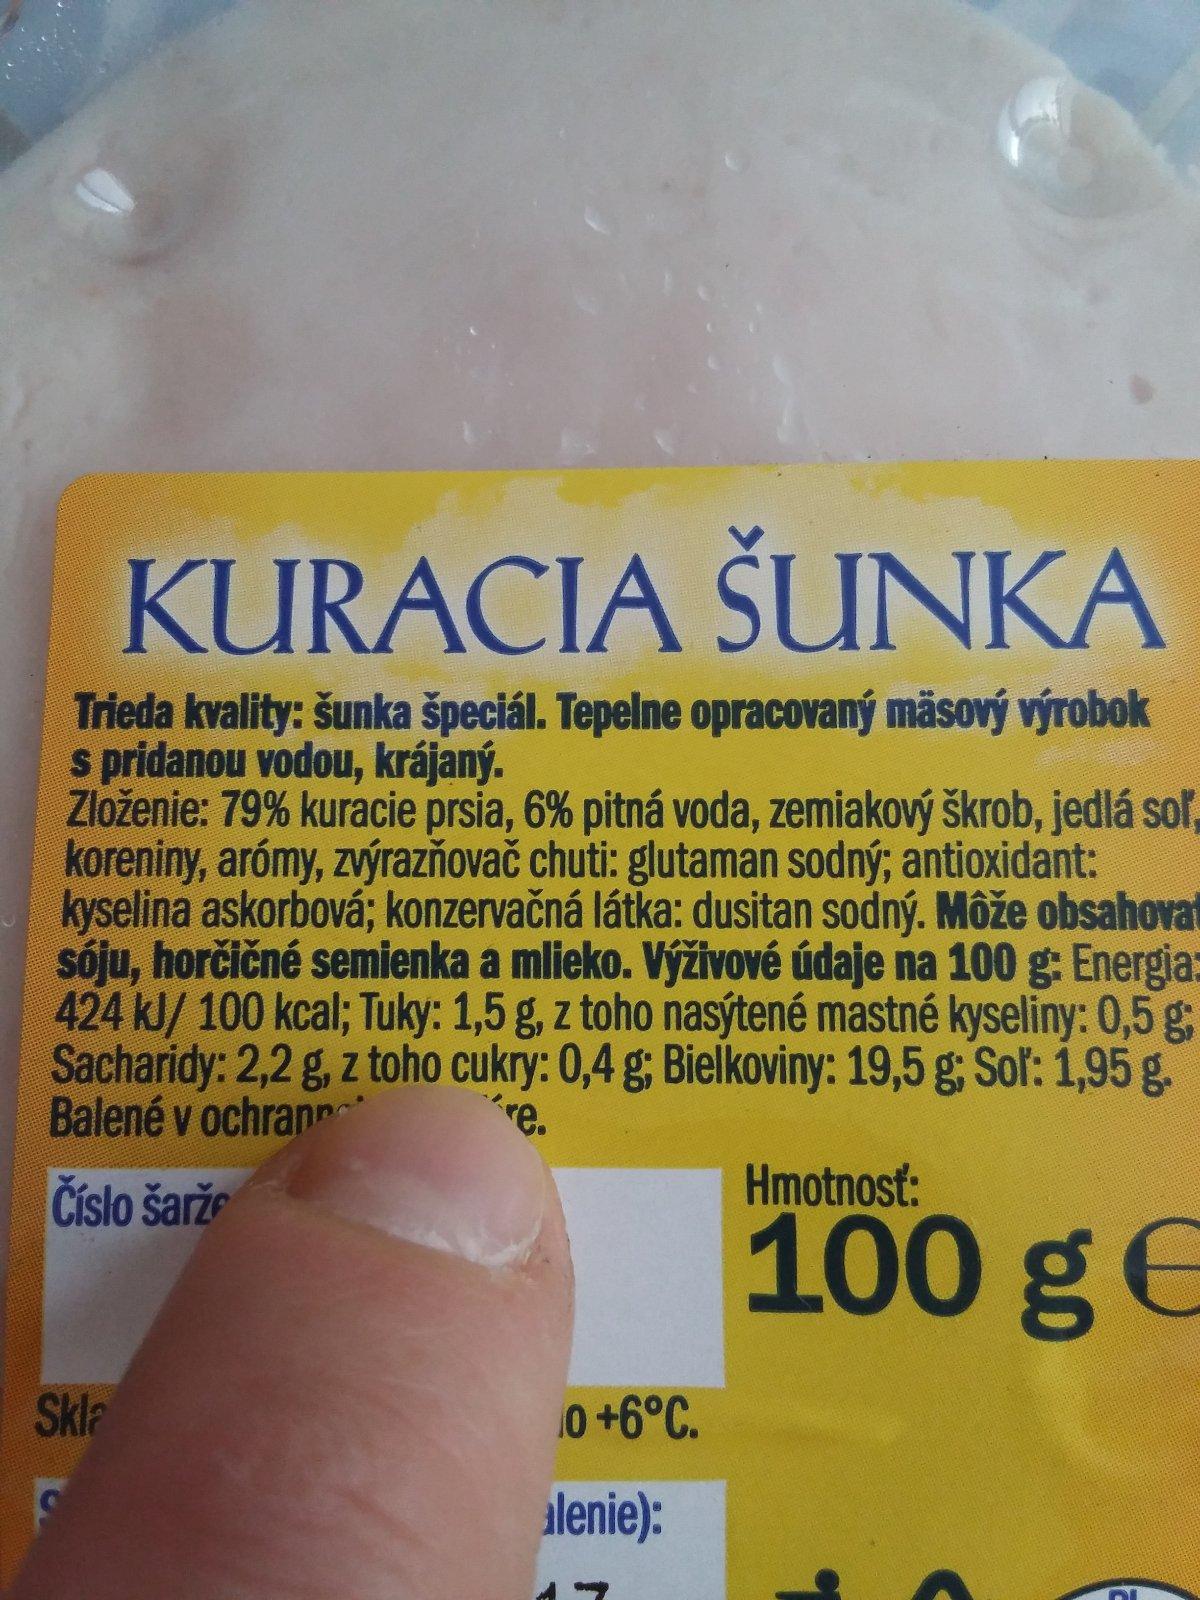 KURACIA ŠUNKA
Trieda kvality: šunka špeciál. Tepelne opracovaný mäsový výrobok
s pridanou vodou, krájaný.
Zloženie: 79% kuracie prsia, 6% pitná voda, zemiakový škrob, jedlá soľ,
koreniny, arómy, zvýrazňovač chuti: glutaman sodný; antioxidant:
kyselina askorbová; konzervačná látka: dusitan sodný. Môže obsahovať
sóju, horčičné semienka a mlieko. Výživové údaje na 100 g: Energia:
424 kJ/ 100 kcal; Tuky: 1,5 g, z toho nasýtené mastné kyseliny: 0,5 g;
Sacharidy: 2,2 g, z toho cukry: 0,4 g; Bielkoviny: 19,5 g; Soľ: 1,95 g.
Balené v
Číslo
Hmotnosť:
100 g ℮
+6°C.
17